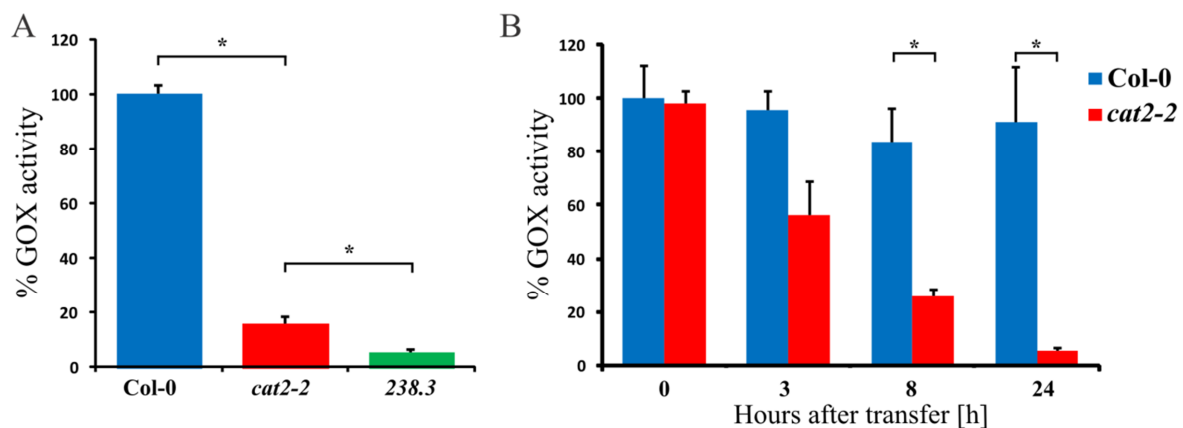 A
% GOX activity
120
100
80
60
40
20
0
*
*
Col-0 cat2-2 238.3
B
% GOX activity
120
100
80
60
40
20
0
* *
Col-0
cat2-2
0 3 8 24
Hours after transfer [h]